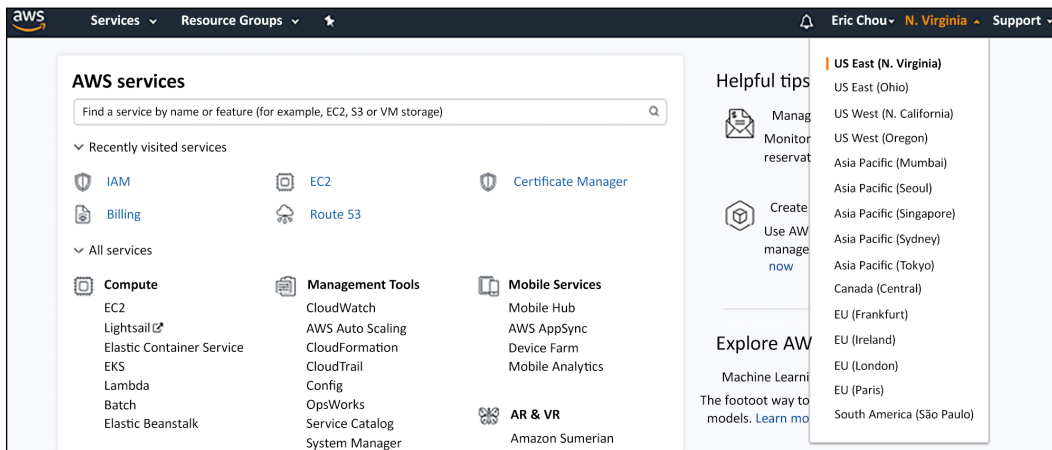 aws
Services
Resource Groups
Eric Chou
N. Virginia
Support
AWS services
Find a service by name or feature (for example, EC2, S3 or VM storage)
Recently visited services
IAM
EC2
Certificate Manager
Billing
Route 53
All services
Compute
EC2
Lightsail
Elastic Container Service
EKS
Lambda
Batch
Elastic Beanstalk
Management Tools
CloudWatch
AWS Auto Scaling
CloudFormation
CloudTrail
Config
OpsWorks
Service Catalog
System Manager
Mobile Services
Mobile Hub
AWS AppSync
Device Farm
Mobile Analytics
AR & VR
Amazon Sumerian
Helpful tips
Manag
Monitor
reservat
Create
Use AW
manage
now
Explore AW
Machine Learni
The footoot way to
models. Learn mo
US East (N. Virginia)
US East (Ohio)
US West (N. California)
US West (Oregon)
Asia Pacific (Mumbai)
Asia Pacific (Seoul)
Asia Pacific (Singapore)
Asia Pacific (Sydney)
Asia Pacific (Tokyo)
Canada (Central)
EU (Frankfurt)
EU (Ireland)
EU (London)
EU (Paris)
South America (São Paulo)